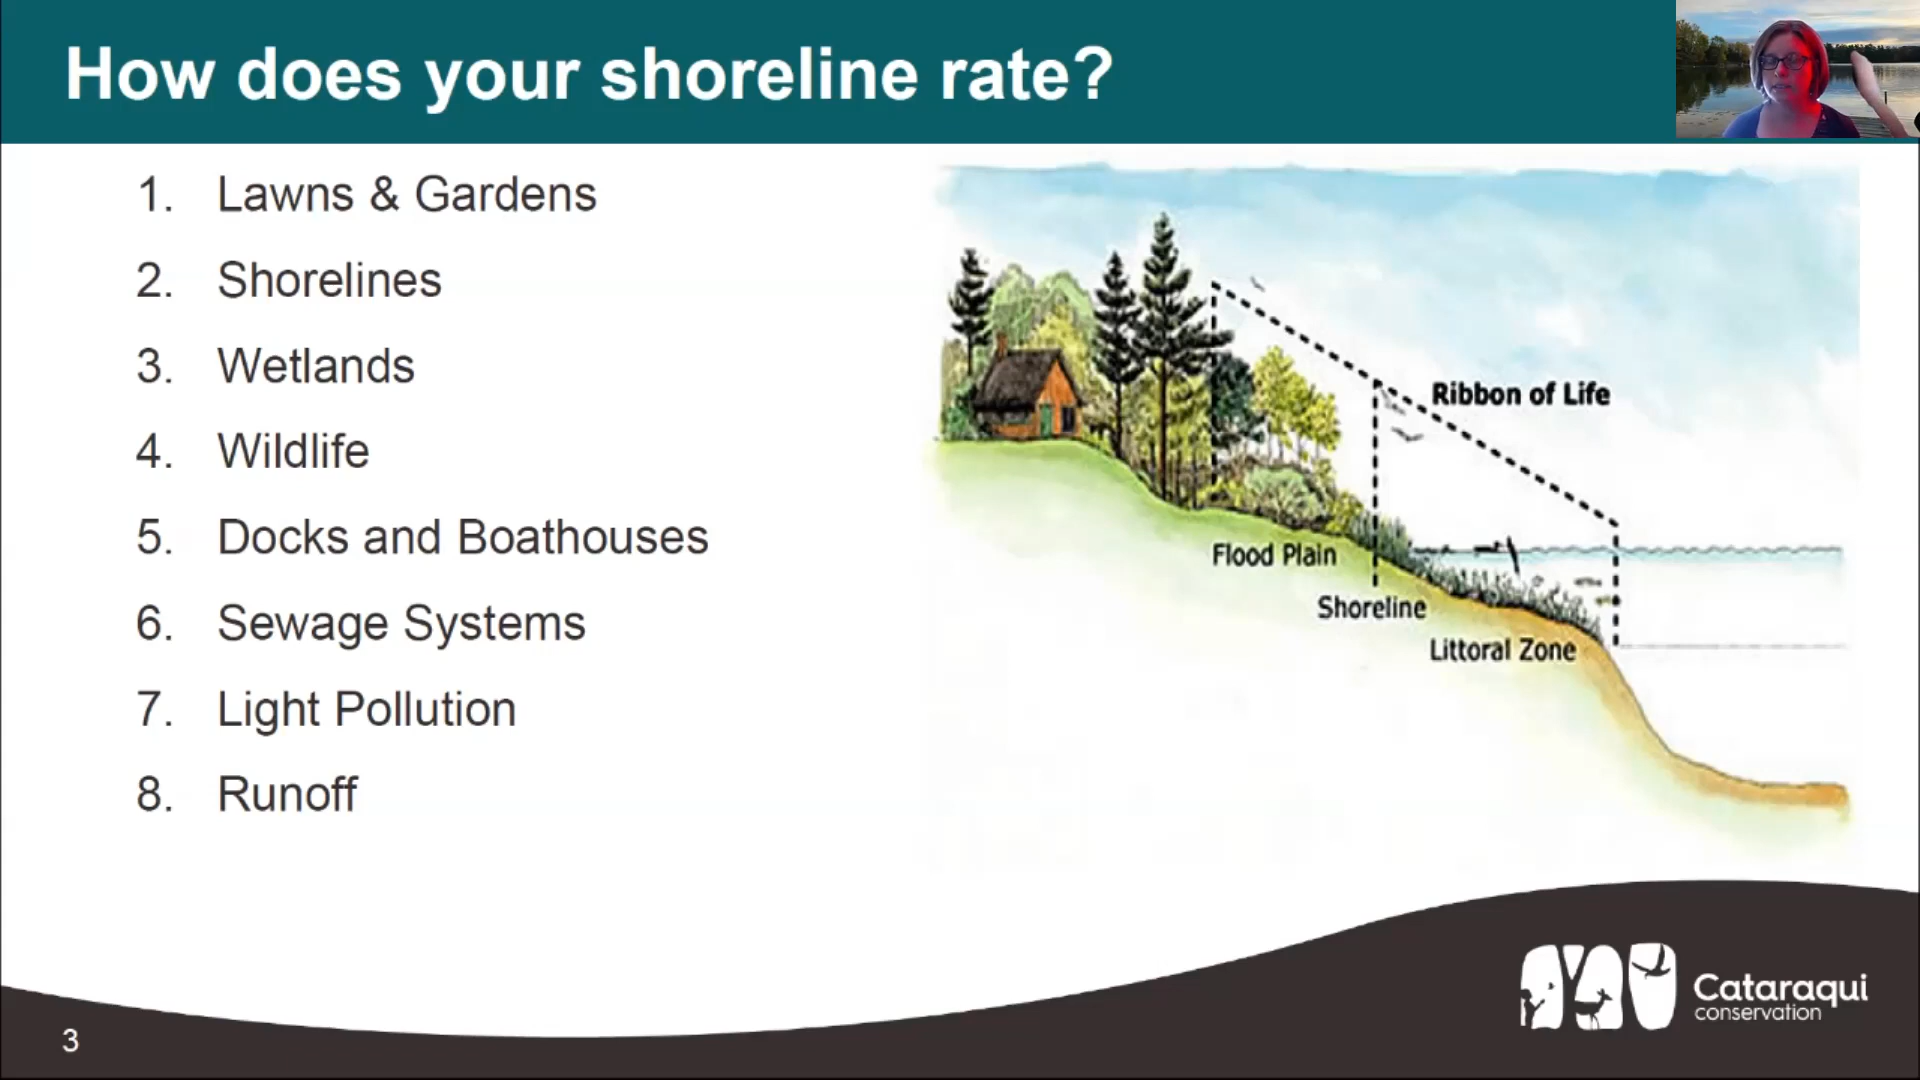 How does your shoreline rate?
1. Lawns & Gardens
2. Shorelines
3. Wetlands
4. Wildlife
5. Docks and Boathouses
6. Sewage Systems
7. Light Pollution
8. Runoff
Ribbon of Life
Flood Plain
Shoreline
Littoral Zone
Cataraqui
conservation
3